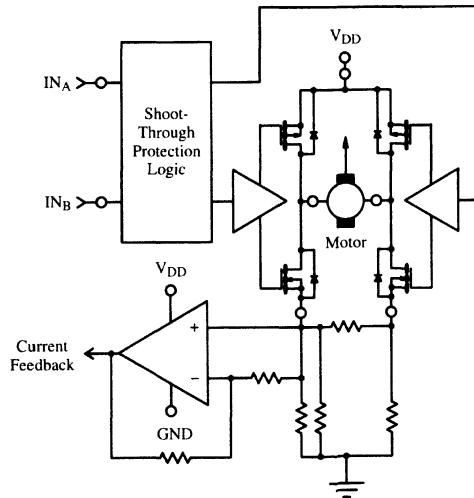 V_DD
IN_A
Shoot-
Through
Protection
Logic
IN_B
Motor
V_DD
+
Current
Feedback
−
GND